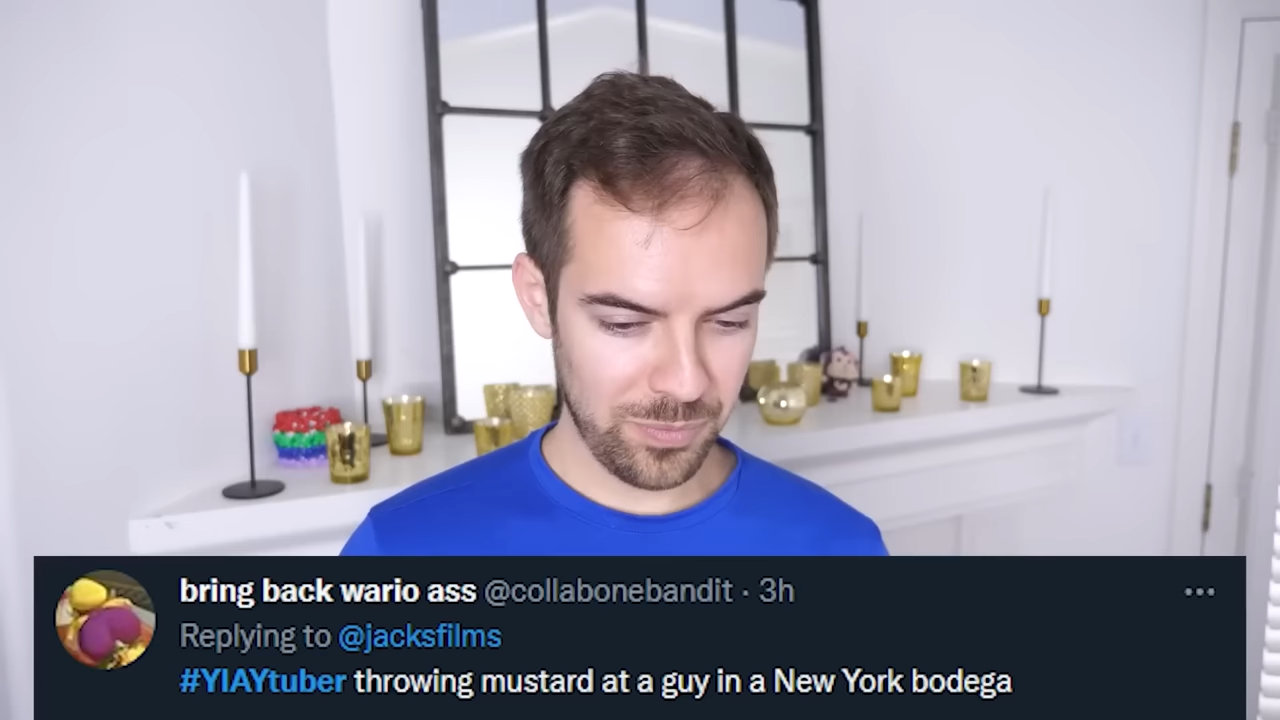 bring back wario ass @collabonebandit · 3h
Replying to @jacksfilms
#YIAYtuber throwing mustard at a guy in a New York bodega